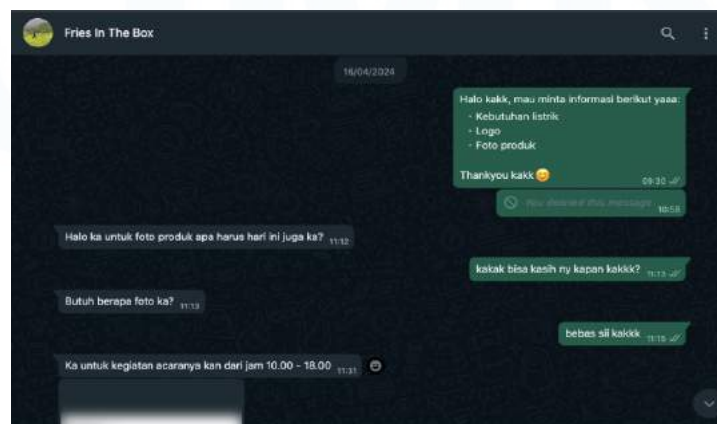 Fries In The Box
16/04/2024
Halo kakk, mau minta informasi berikut yaaa:
- Kebutuhan listrik
- Logo
- Foto produk
Thankyou kakk 😊
09:30
You deleted this message
10:58
Halo ka untuk foto produk apa harus hari ini juga ka? 11:12
kakak bisa kasih ny kapan kakkk? 11:13
Butuh berapa foto ka? 11:13
bebas sii kakkk 11:15
Ka untuk kegiatan acaranya kan dari jam 10.00 - 18.00 11:31